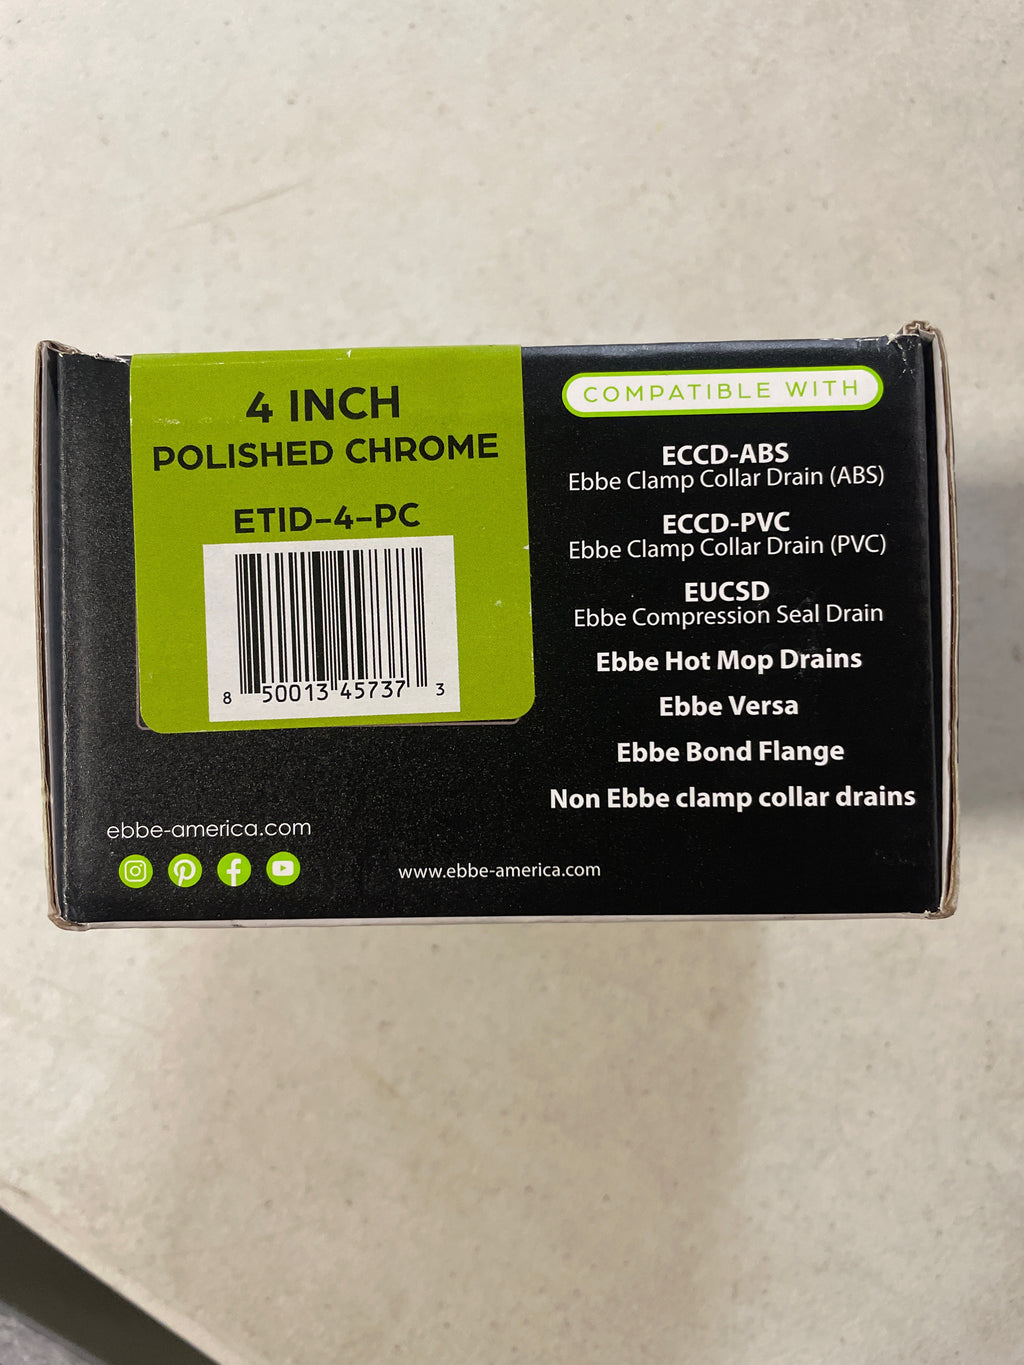 4 INCH
POLISHED CHROME
ETID-4-PC
8 50013 45737 3
COMPATIBLE WITH
ECCD-ABS
Ebbe Clamp Collar Drain (ABS)
ECCD-PVC
Ebbe Clamp Collar Drain (PVC)
EUCSD
Ebbe Compression Seal Drain
Ebbe Hot Mop Drains
Ebbe Versa
Ebbe Bond Flange
Non Ebbe clamp collar drains
ebbe-america.com
www.ebbe-america.com